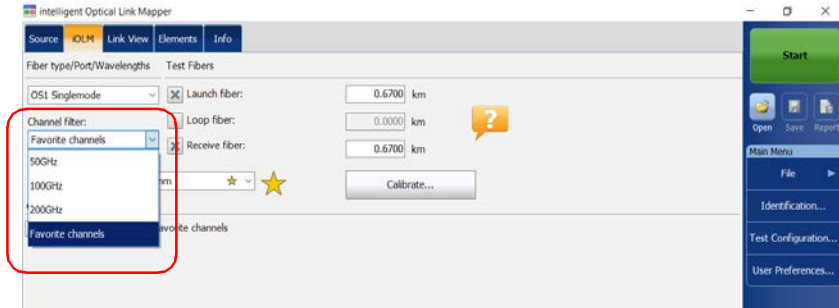 intelligent Optical Link Mapper
Source iOLM Link View Elements Info
Start
Fiber type/Port/Wavelengths Test Fibers
OS1 Singlemode Launch fiber: 0.6700 km
Channel filter: Loop fiber: 0.0000 km
Favorite channels Receive fiber: 0.6700 km
Open Save Report
Main Menu
50GHz
File
100GHz nm Calibrate...
200GHz
Identification...
Favorite channels avorite channels
Test Configuration...
User Preferences...